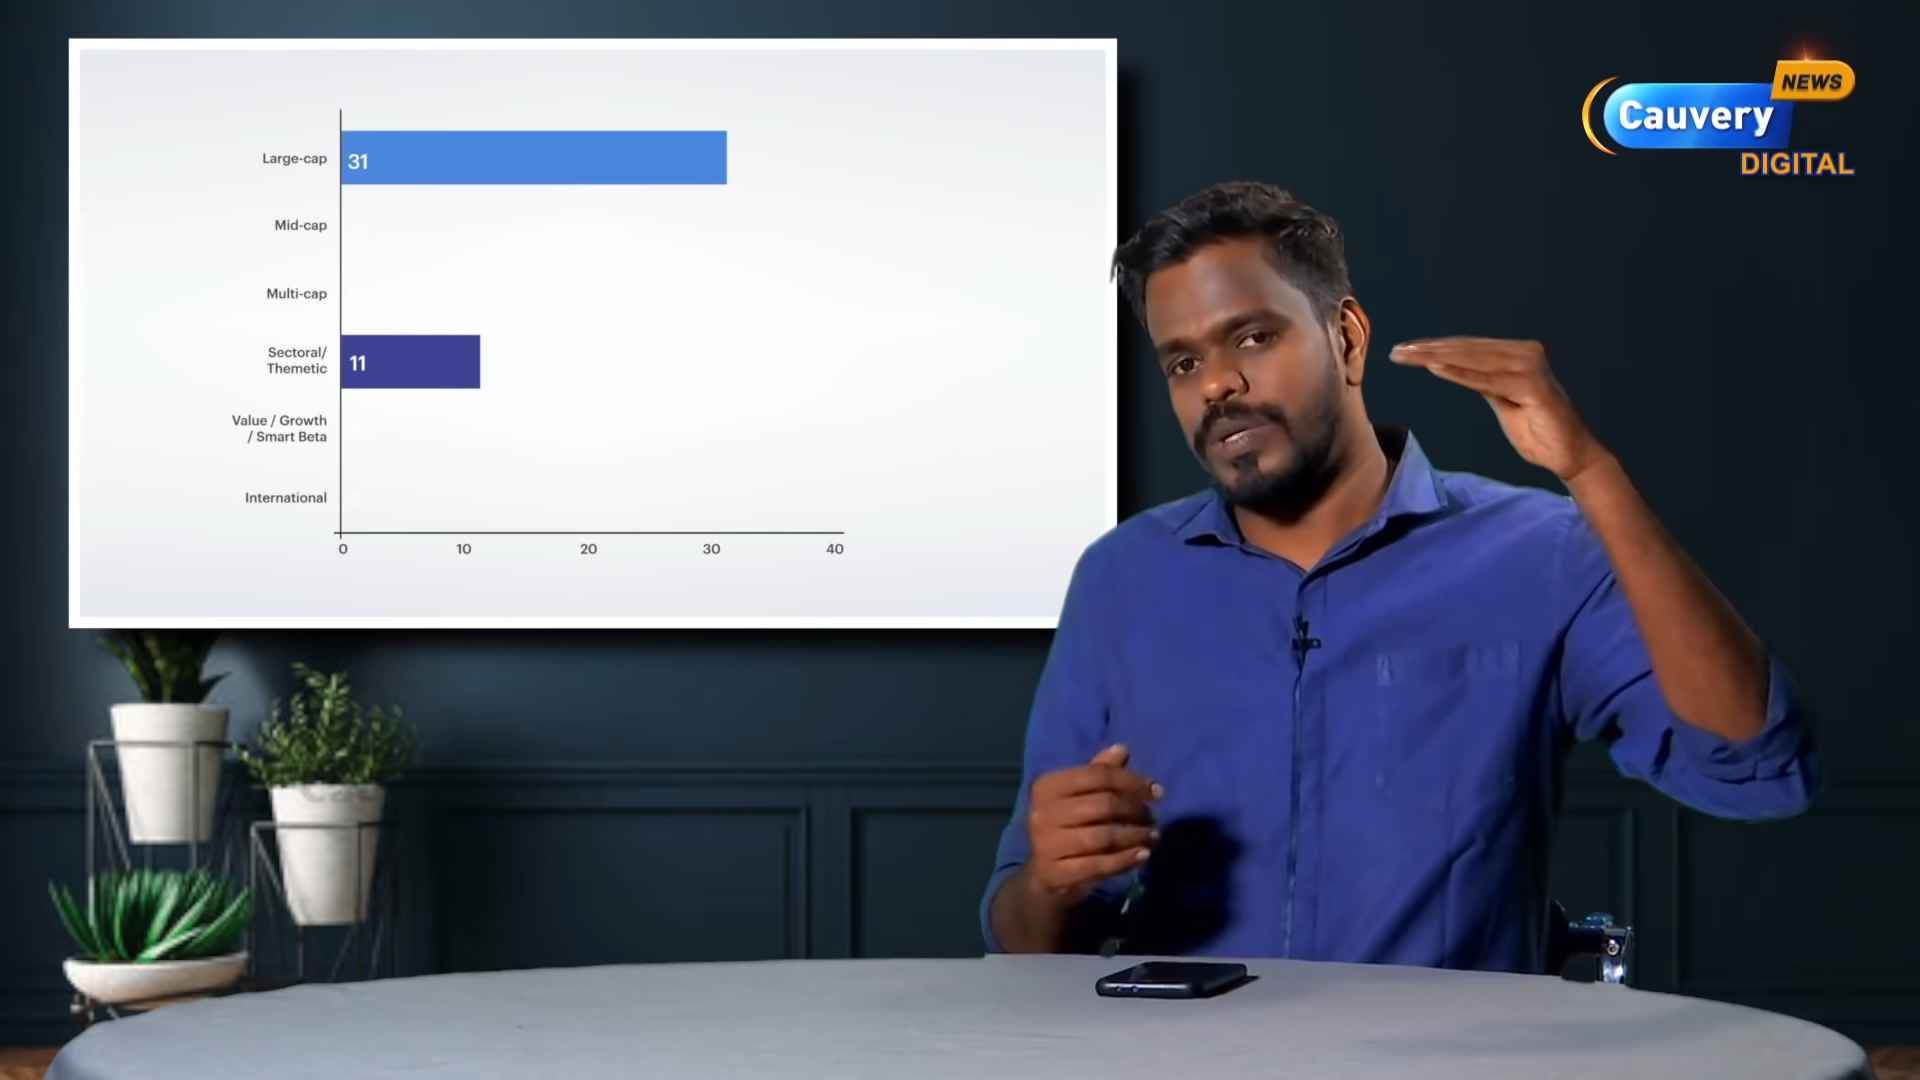 Large-cap
31
Mid-cap
Multi-cap
Sectoral/
Themetic
11
Value / Growth
/ Smart Beta
International
0
10
20
30
40
NEWS
Cauvery
DIGITAL